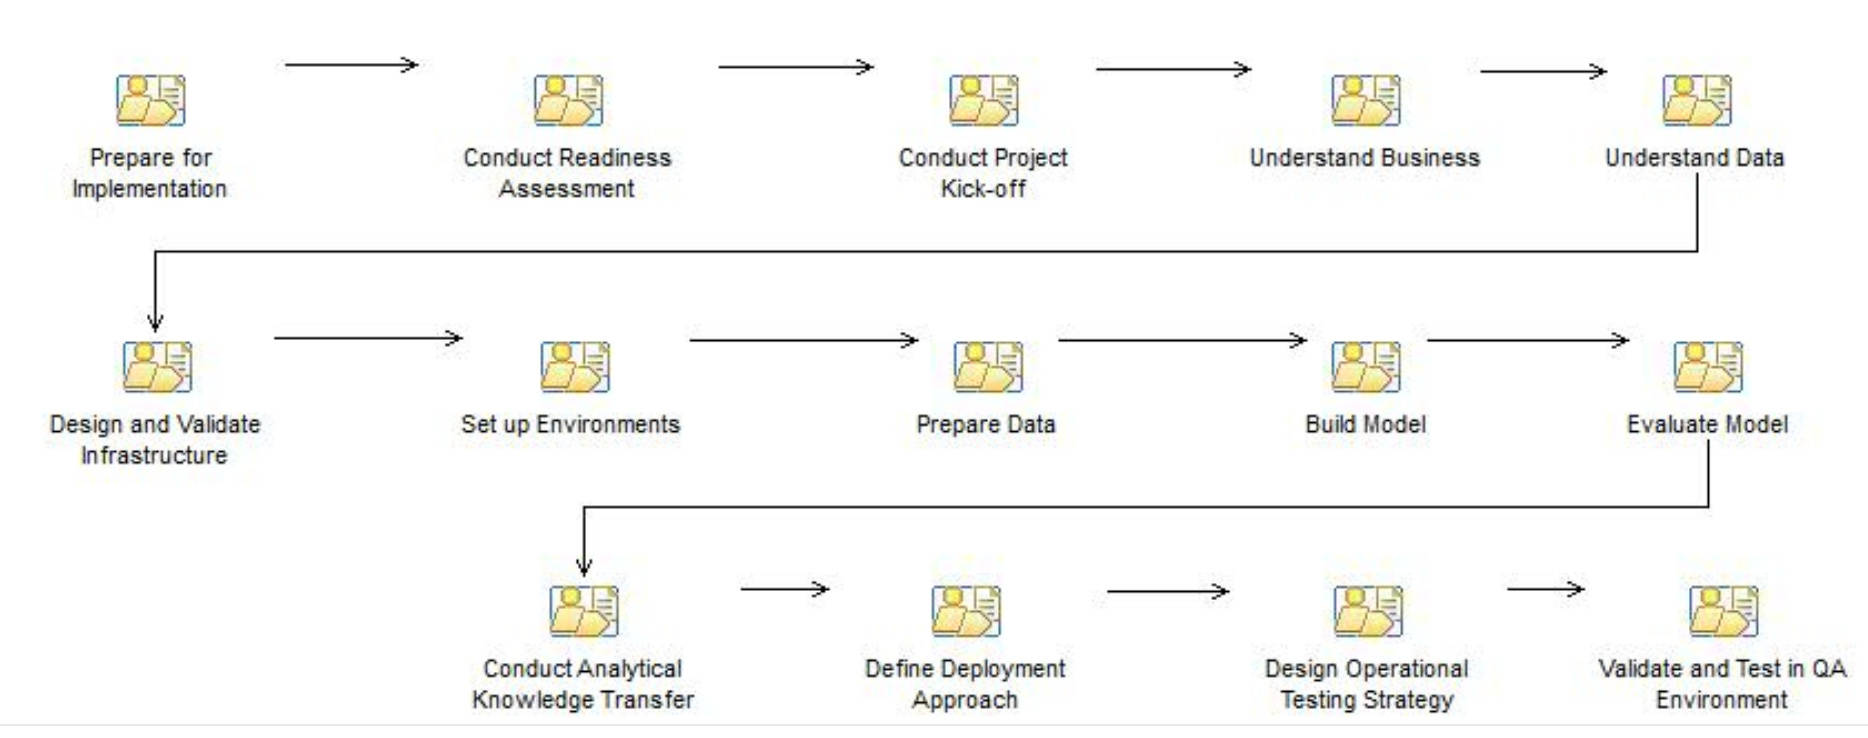 Prepare for
Implementation
Conduct Readiness
Assessment
Conduct Project
Kick-off
Understand Business
Understand Data
Design and Validate
Infrastructure
Set up Environments
Prepare Data
Build Model
Evaluate Model
Conduct Analytical
Knowledge Transfer
Define Deployment
Approach
Design Operational
Testing Strategy
Validate and Test in QA
Environment